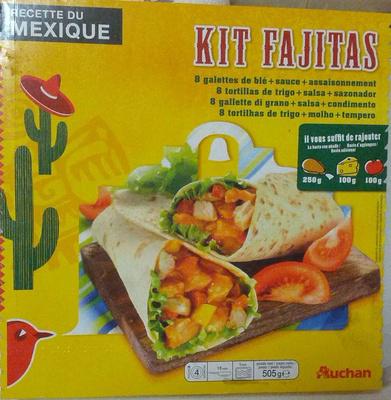 RECETTE DU
MEXIQUE
KIT FAJITAS
8 galettes de blé + sauce + assaisonnement
8 tortillas de trigo + salsa + sazonador
8 gallette di grano + salsa + condimento
8 tortilhas de trigo + molho + tempero
il vous suffit de rajouter
250g 100g 100g
4
505g e
Auchan